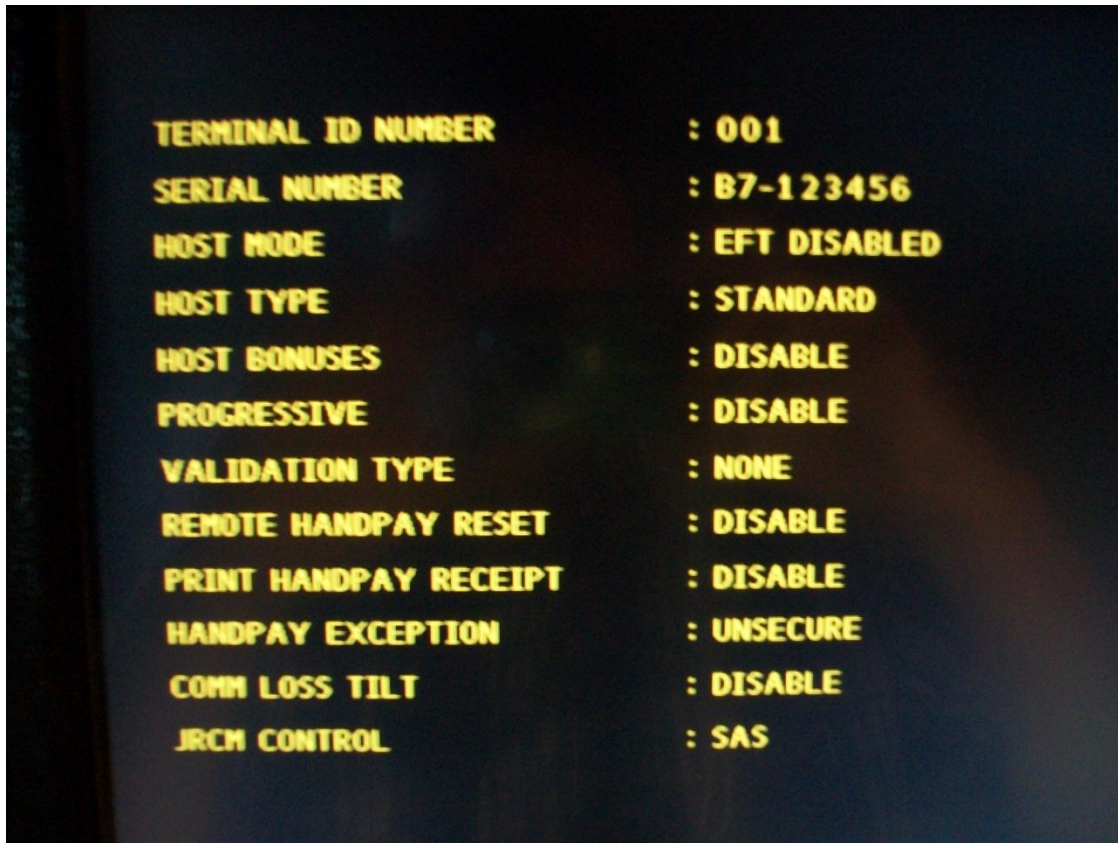 TERMINAL ID NUMBER : 001
SERIAL NUMBER : B7-123456
HOST MODE : EFT DISABLED
HOST TYPE : STANDARD
HOST BONUSES : DISABLE
PROGRESSIVE : DISABLE
VALIDATION TYPE : NONE
REMOTE HANDPAY RESET : DISABLE
PRINT HANDPAY RECEIPT : DISABLE
HANDPAY EXCEPTION : UNSECURE
COMM LOSS TILT : DISABLE
JRCM CONTROL : SAS